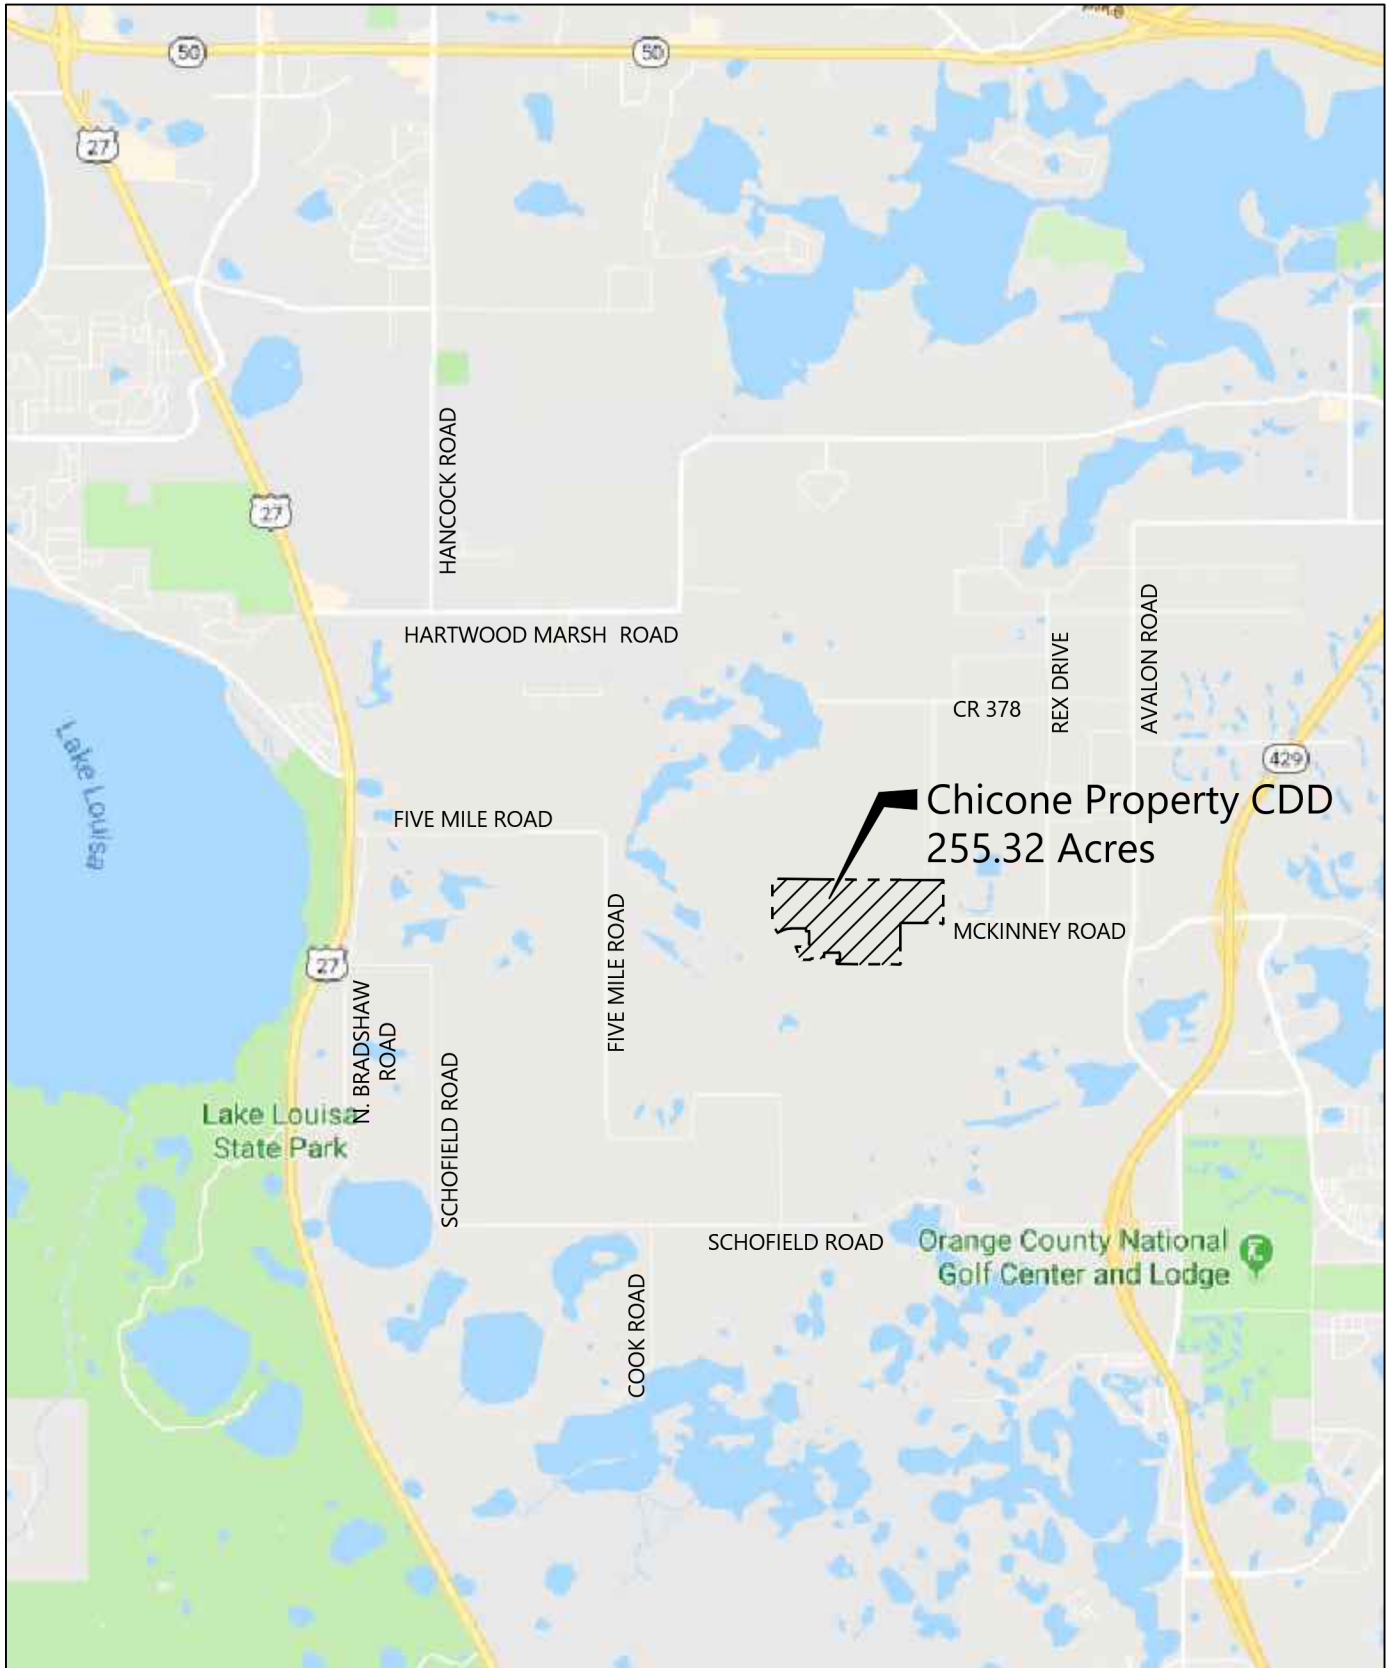 50
50
27
HANCOCK ROAD
27
HARTWOOD MARSH ROAD
AVALON ROAD
REX DRIVE
CR 378
Lake Louisa
429
Chicone Property CDD
255.32 Acres
FIVE MILE ROAD
FIVE MILE ROAD
MCKINNEY ROAD
27
N. BRADSHAW
ROAD
SCHOFIELD ROAD
Lake Louisa
State Park
SCHOFIELD ROAD
Orange County National
Golf Center and Lodge
COOK ROAD